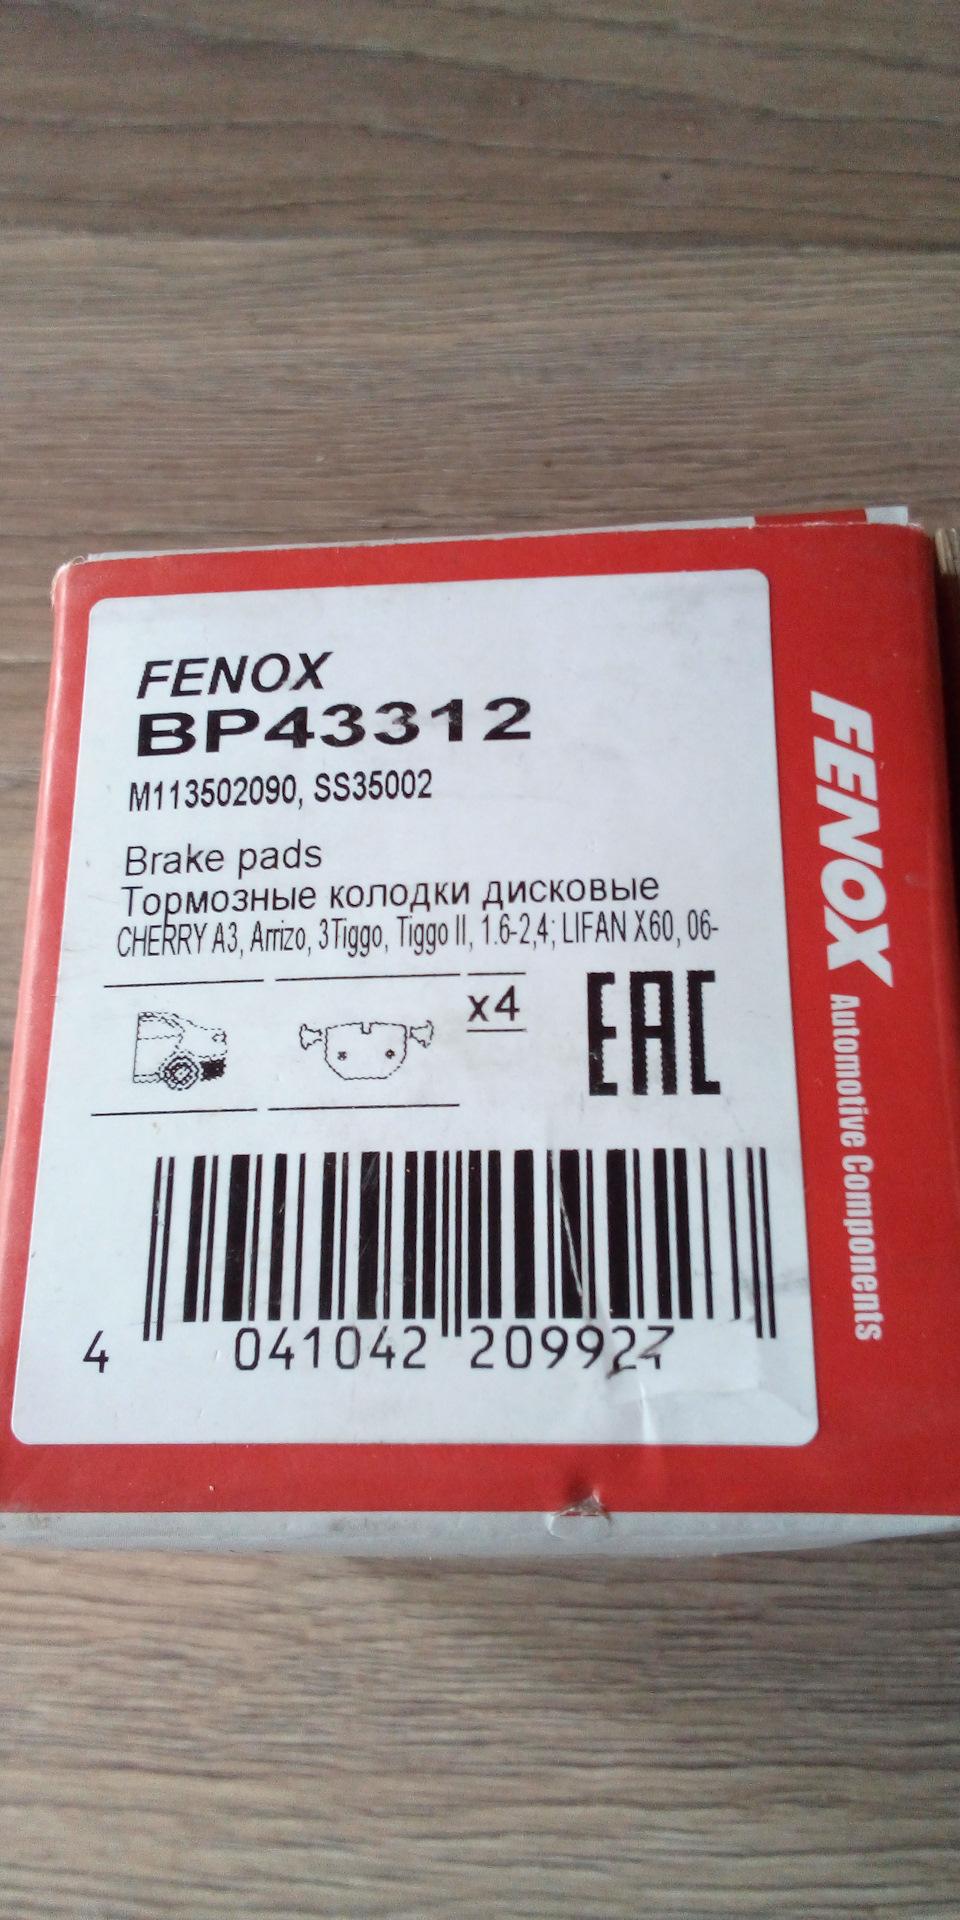 FENOX
BP43312
M113502090, SS35002
Brake pads
Тормозные колодки дисковые
CHERRY A3, Arrizo, 3Tiggo, Tiggo II, 1.6-2,4; LIFAN X60, 06-
x4
EAC
4 041042 209927
FENOX Automotive Components